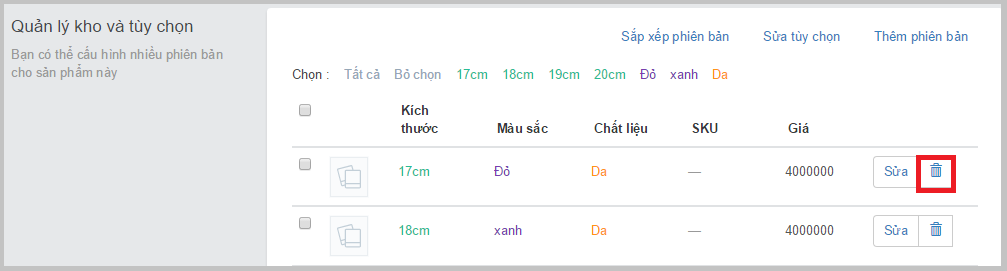 Quản lý kho và tùy chọn
Bạn có thể cấu hình nhiều phiên bản
cho sản phẩm này
Sắp xếp phiên bản Sửa tùy chọn Thêm phiên bản
Chọn : Tất cả Bỏ chọn 17cm 18cm 19cm 20cm Đỏ xanh Da
Kích thước Màu sắc Chất liệu SKU Giá
17cm Đỏ Da — 4000000 Sửa
18cm xanh Da — 4000000 Sửa